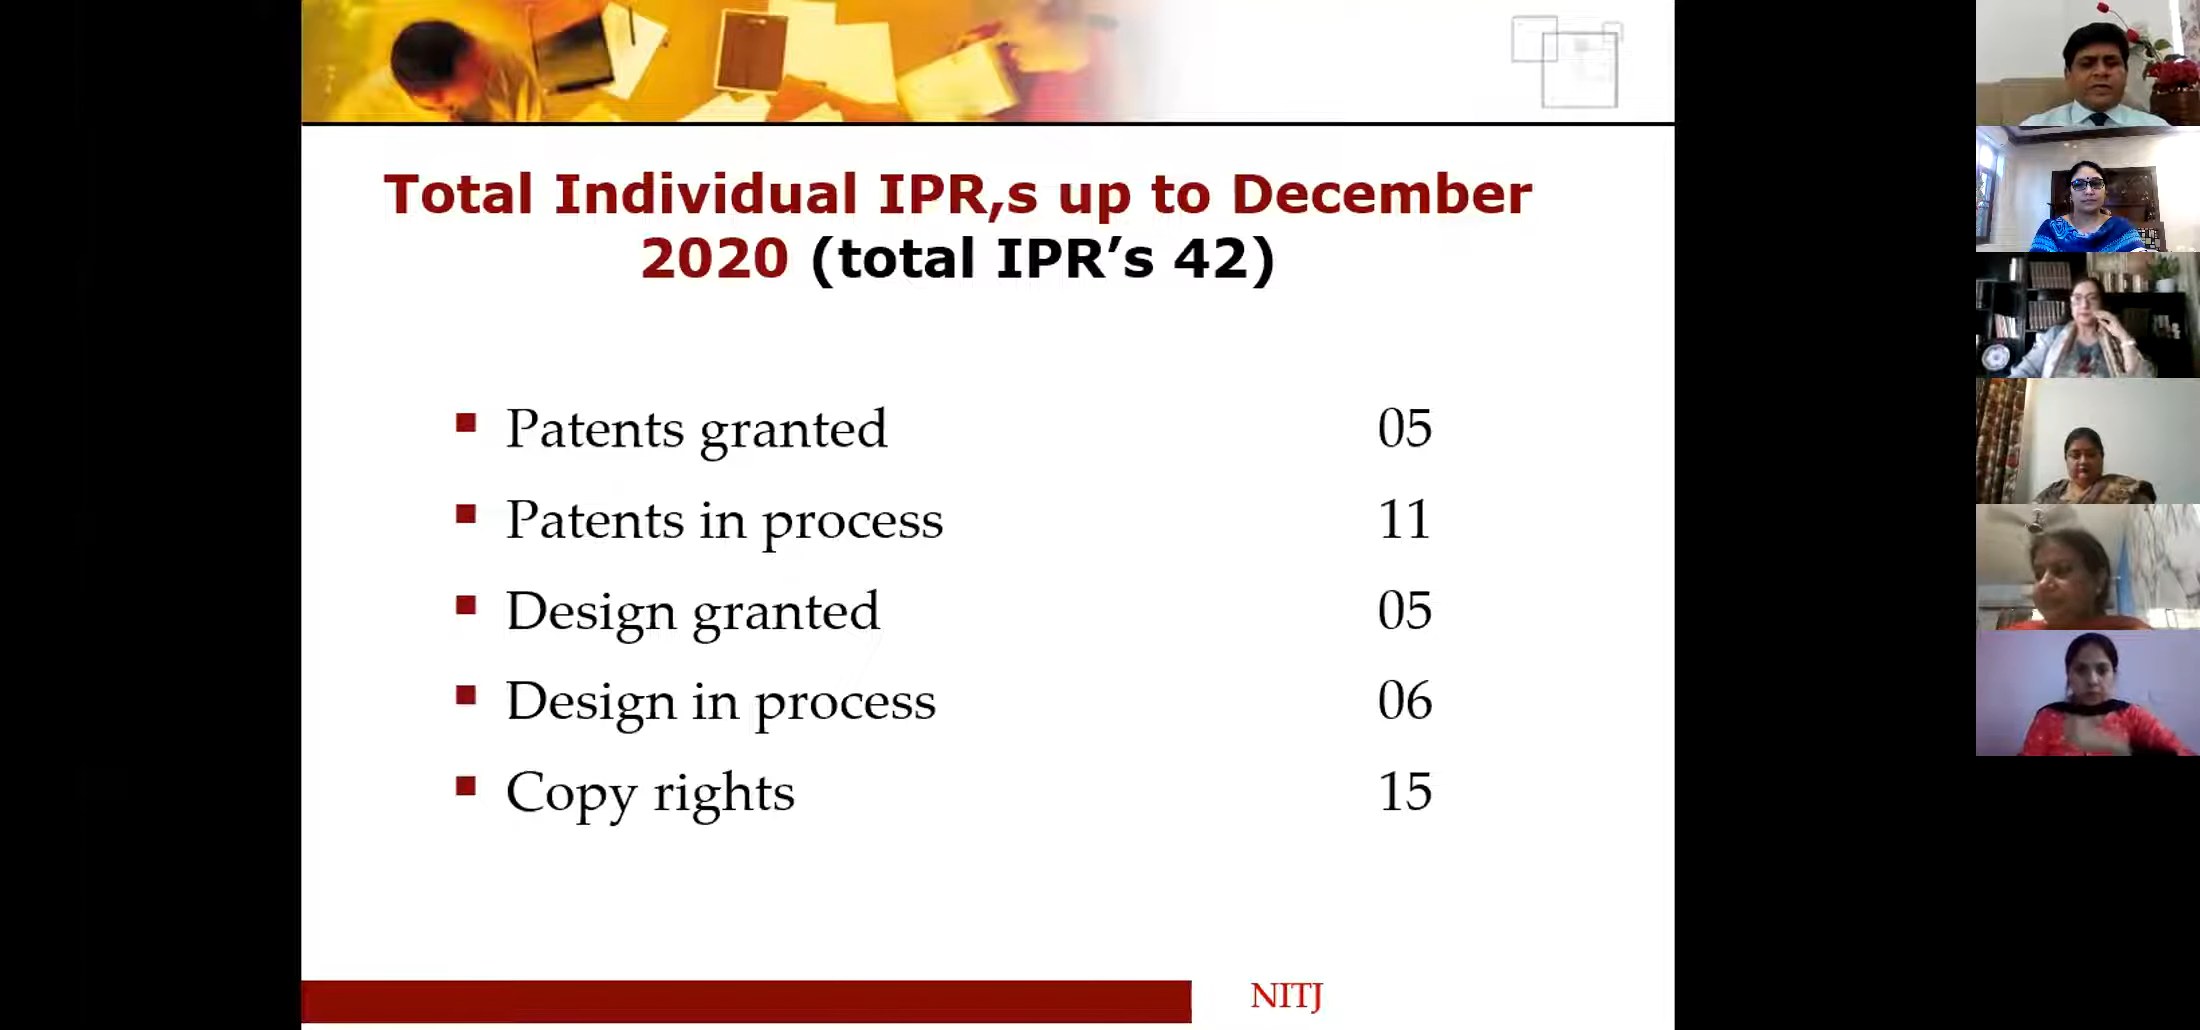 Total Individual IPR,s up to December
2020 (total IPR’s 42)
▪ Patents granted 05
▪ Patents in process 11
▪ Design granted 05
▪ Design in process 06
▪ Copy rights 15
NITJ